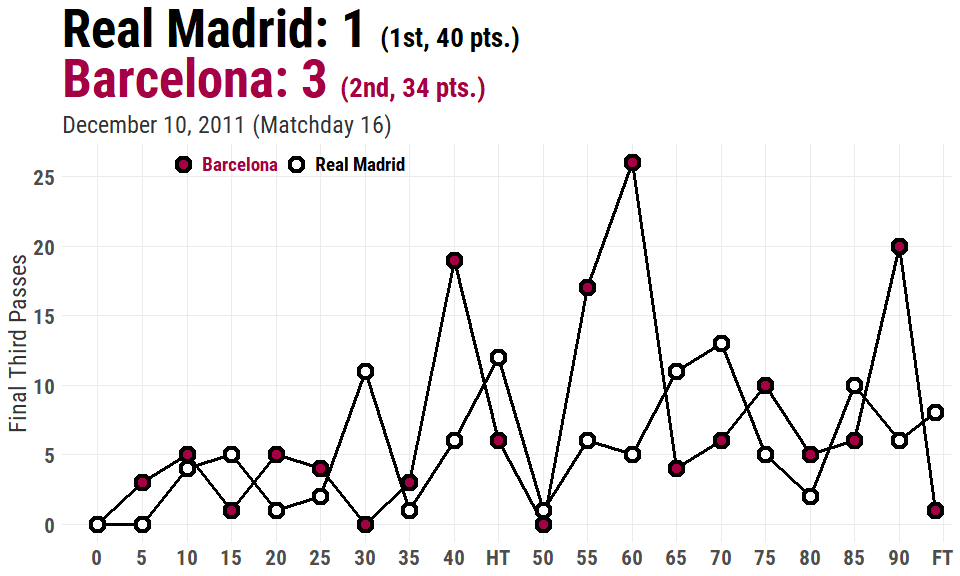 Real Madrid: 1 (1st, 40 pts.)
Barcelona: 3 (2nd, 34 pts.)
December 10, 2011 (Matchday 16)
Barcelona Real Madrid
Final Third Passes
25
20
15
10
5
0
0 5 10 15 20 25 30 35 40 HT 50 55 60 65 70 75 80 85 90 FT